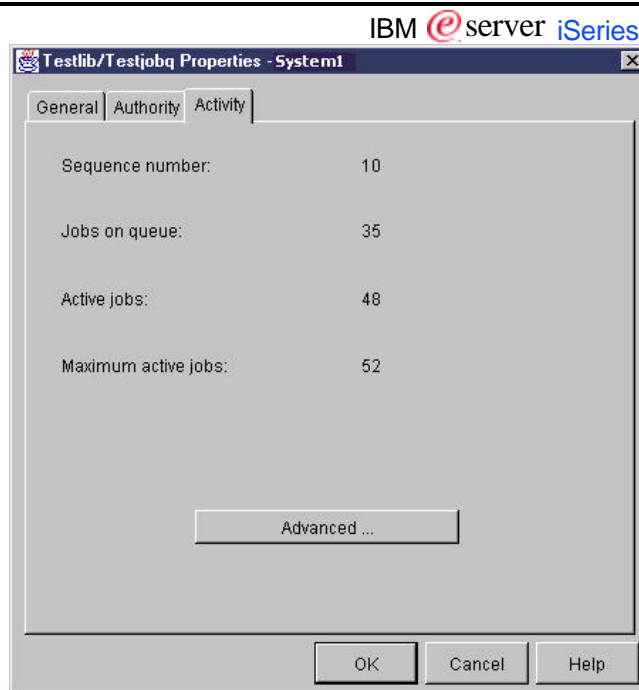 IBM e server iSeries
Testlib/Testjobq Properties - System1
General Authority Activity
Sequence number: 10
Jobs on queue: 35
Active jobs: 48
Maximum active jobs: 52
Advanced ...
OK Cancel Help